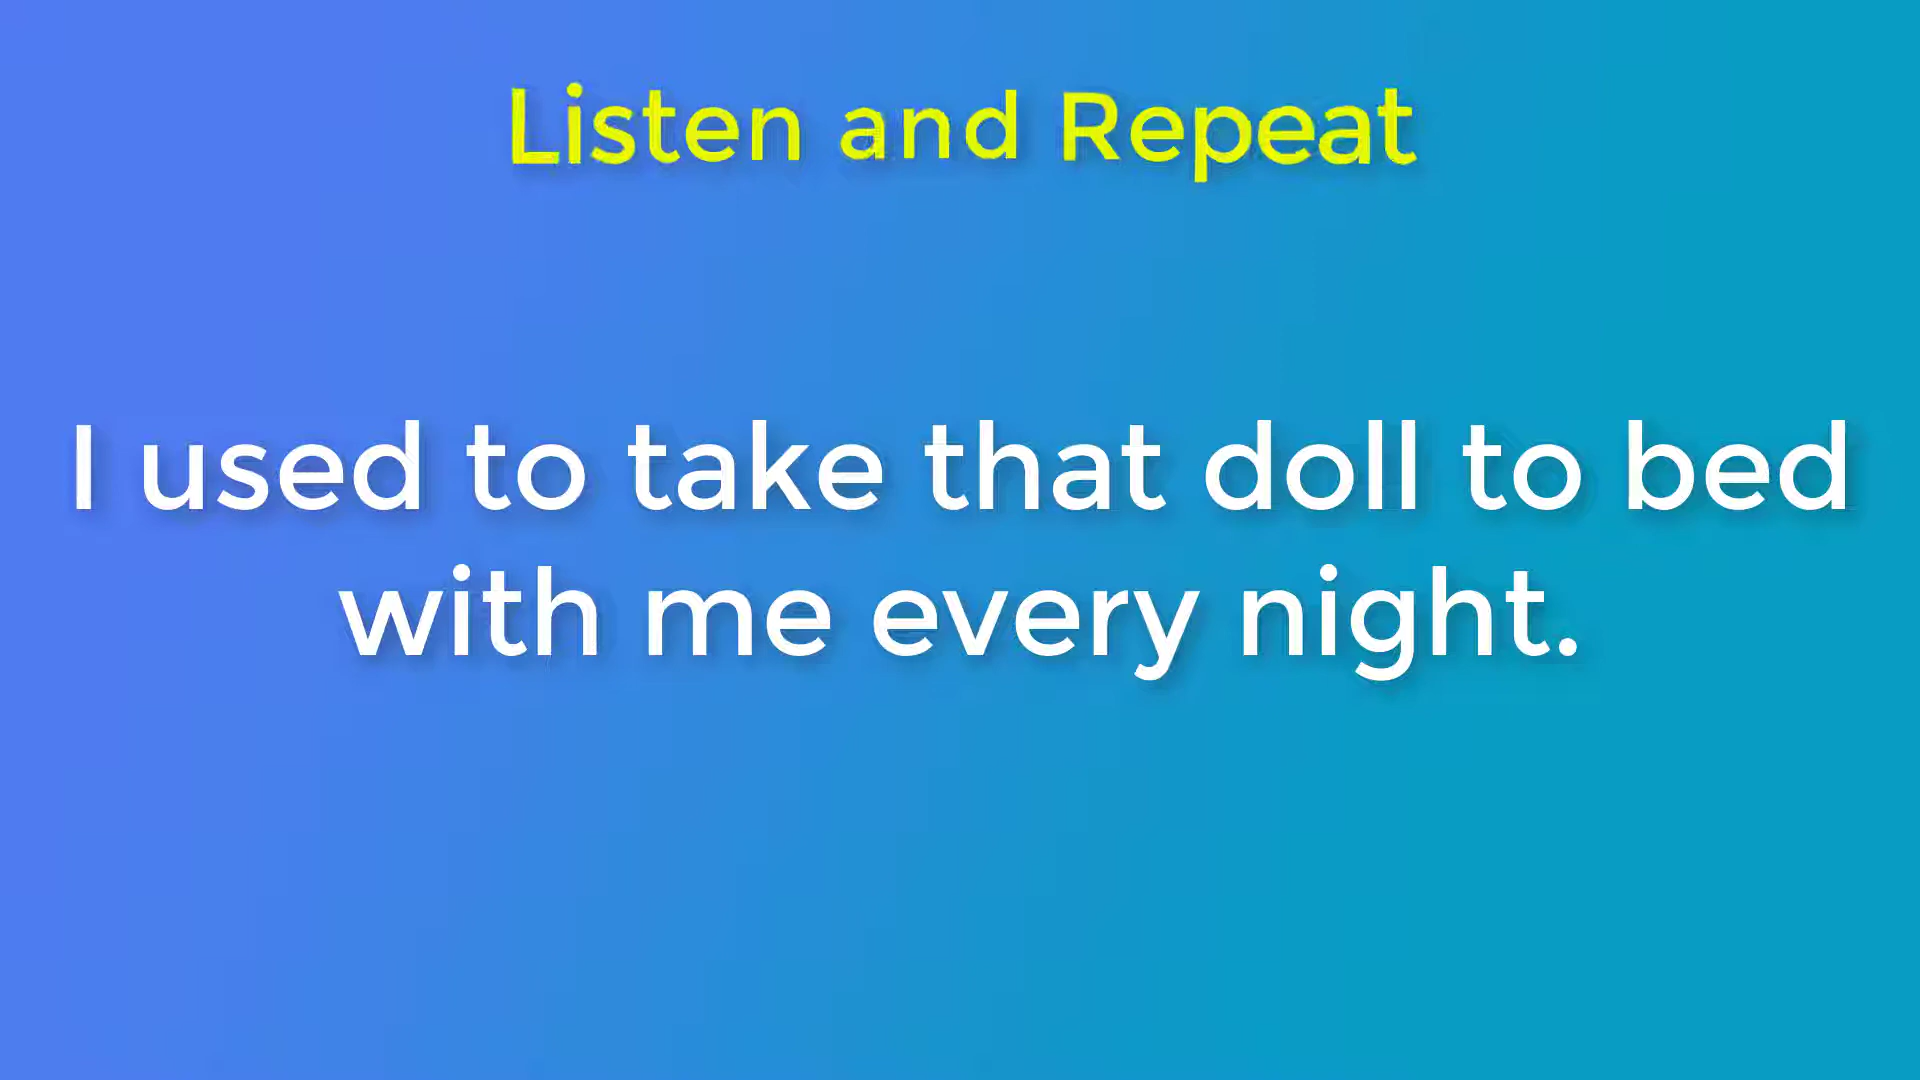 Listen and Repeat
I used to take that doll to bed
with me every night.